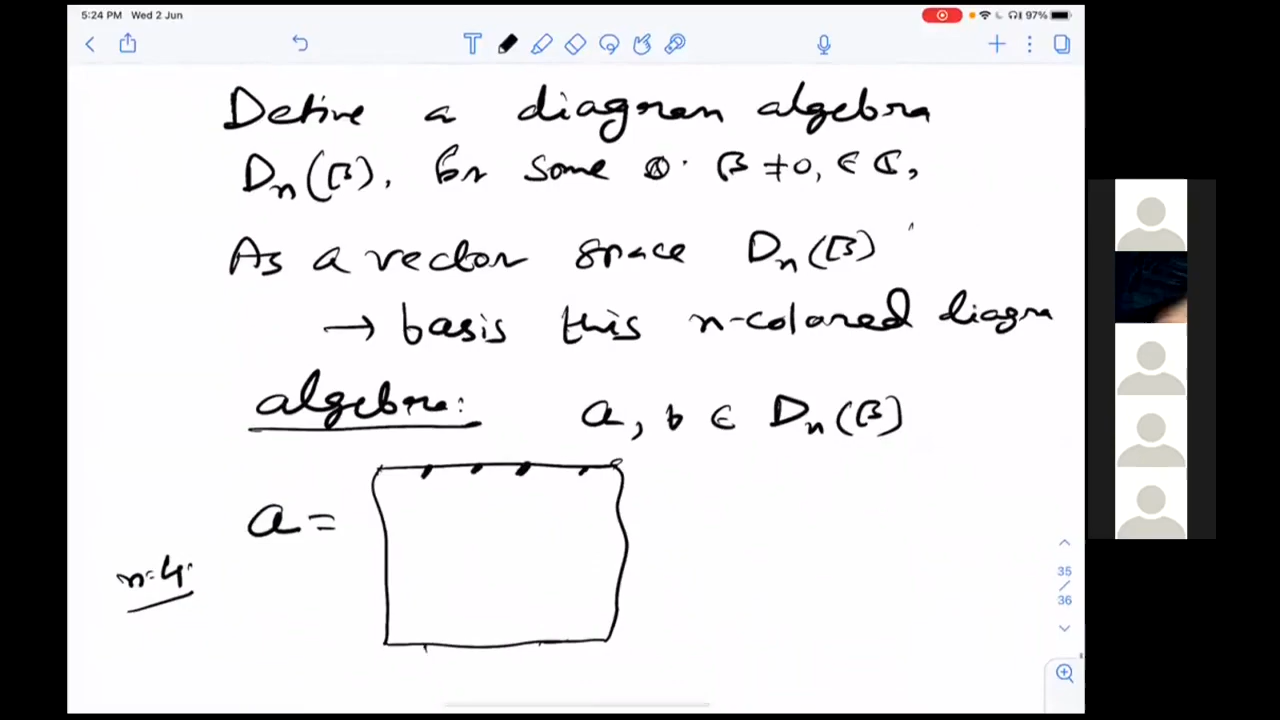 5:24 PM Wed 2 Jun
97%
Define a diagram algebra
Dn(β), for some β ≠ 0, ∈ ℂ,
As a vector space Dn(β)
→ basis this n-colored diagra
algebra: a, b ∈ Dn(β)
a =
n=4
35
/
36